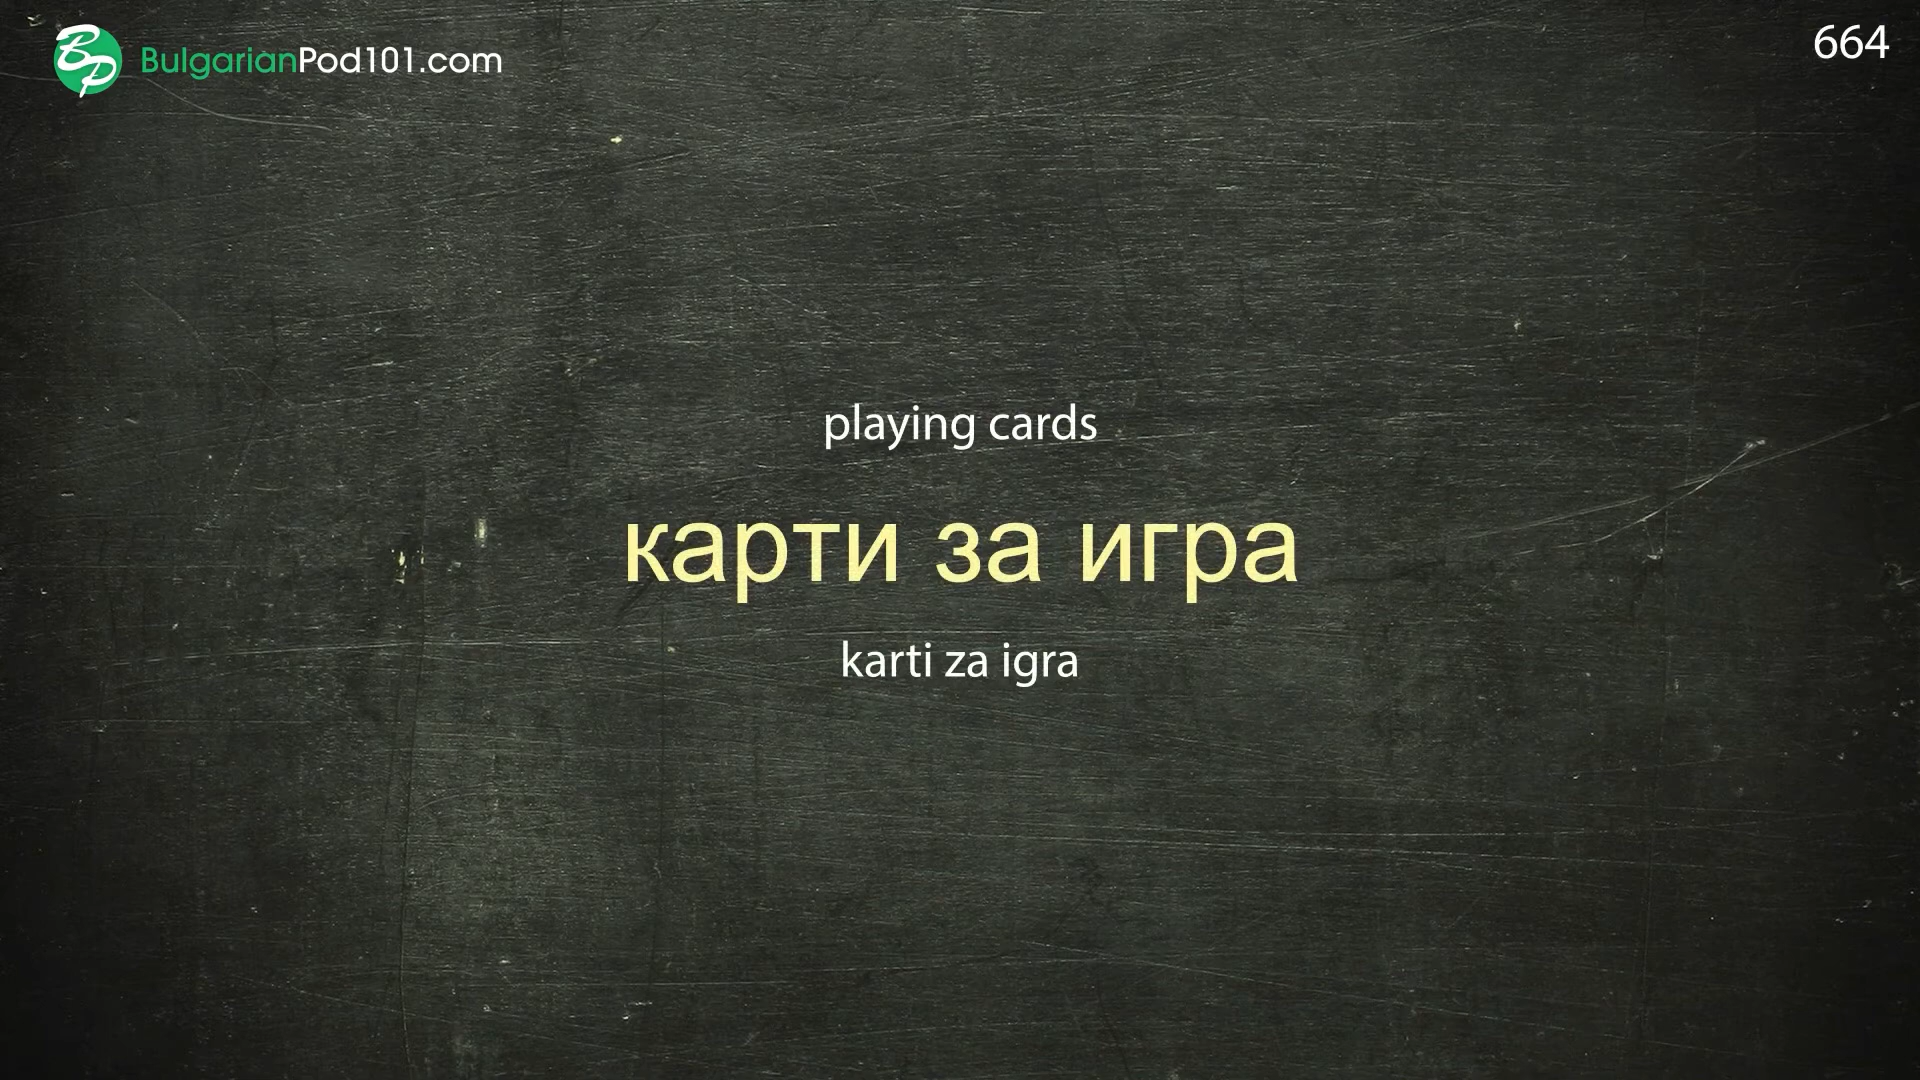 BulgarianPod101.com
664
playing cards
карти за игра
karti za igra